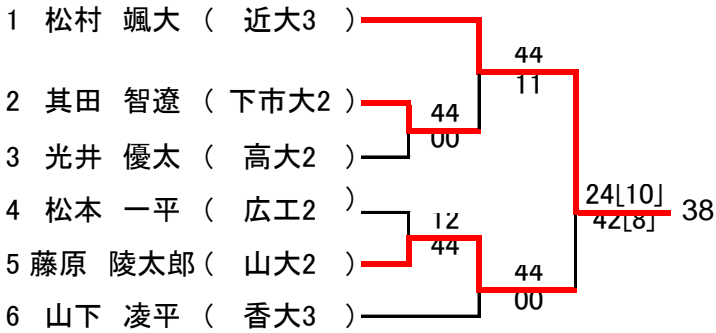 1 松村 颯大 ( 近大3 )
44
11
2 其田 智遼 ( 下市大2 )
44
00
3 光井 優太 ( 高大2 )
24[10] 38
42[8]
4 松本 一平 ( 広工2 )
12
44
5 藤原 陵太郎 ( 山大2 )
44
00
6 山下 凌平 ( 香大3 )